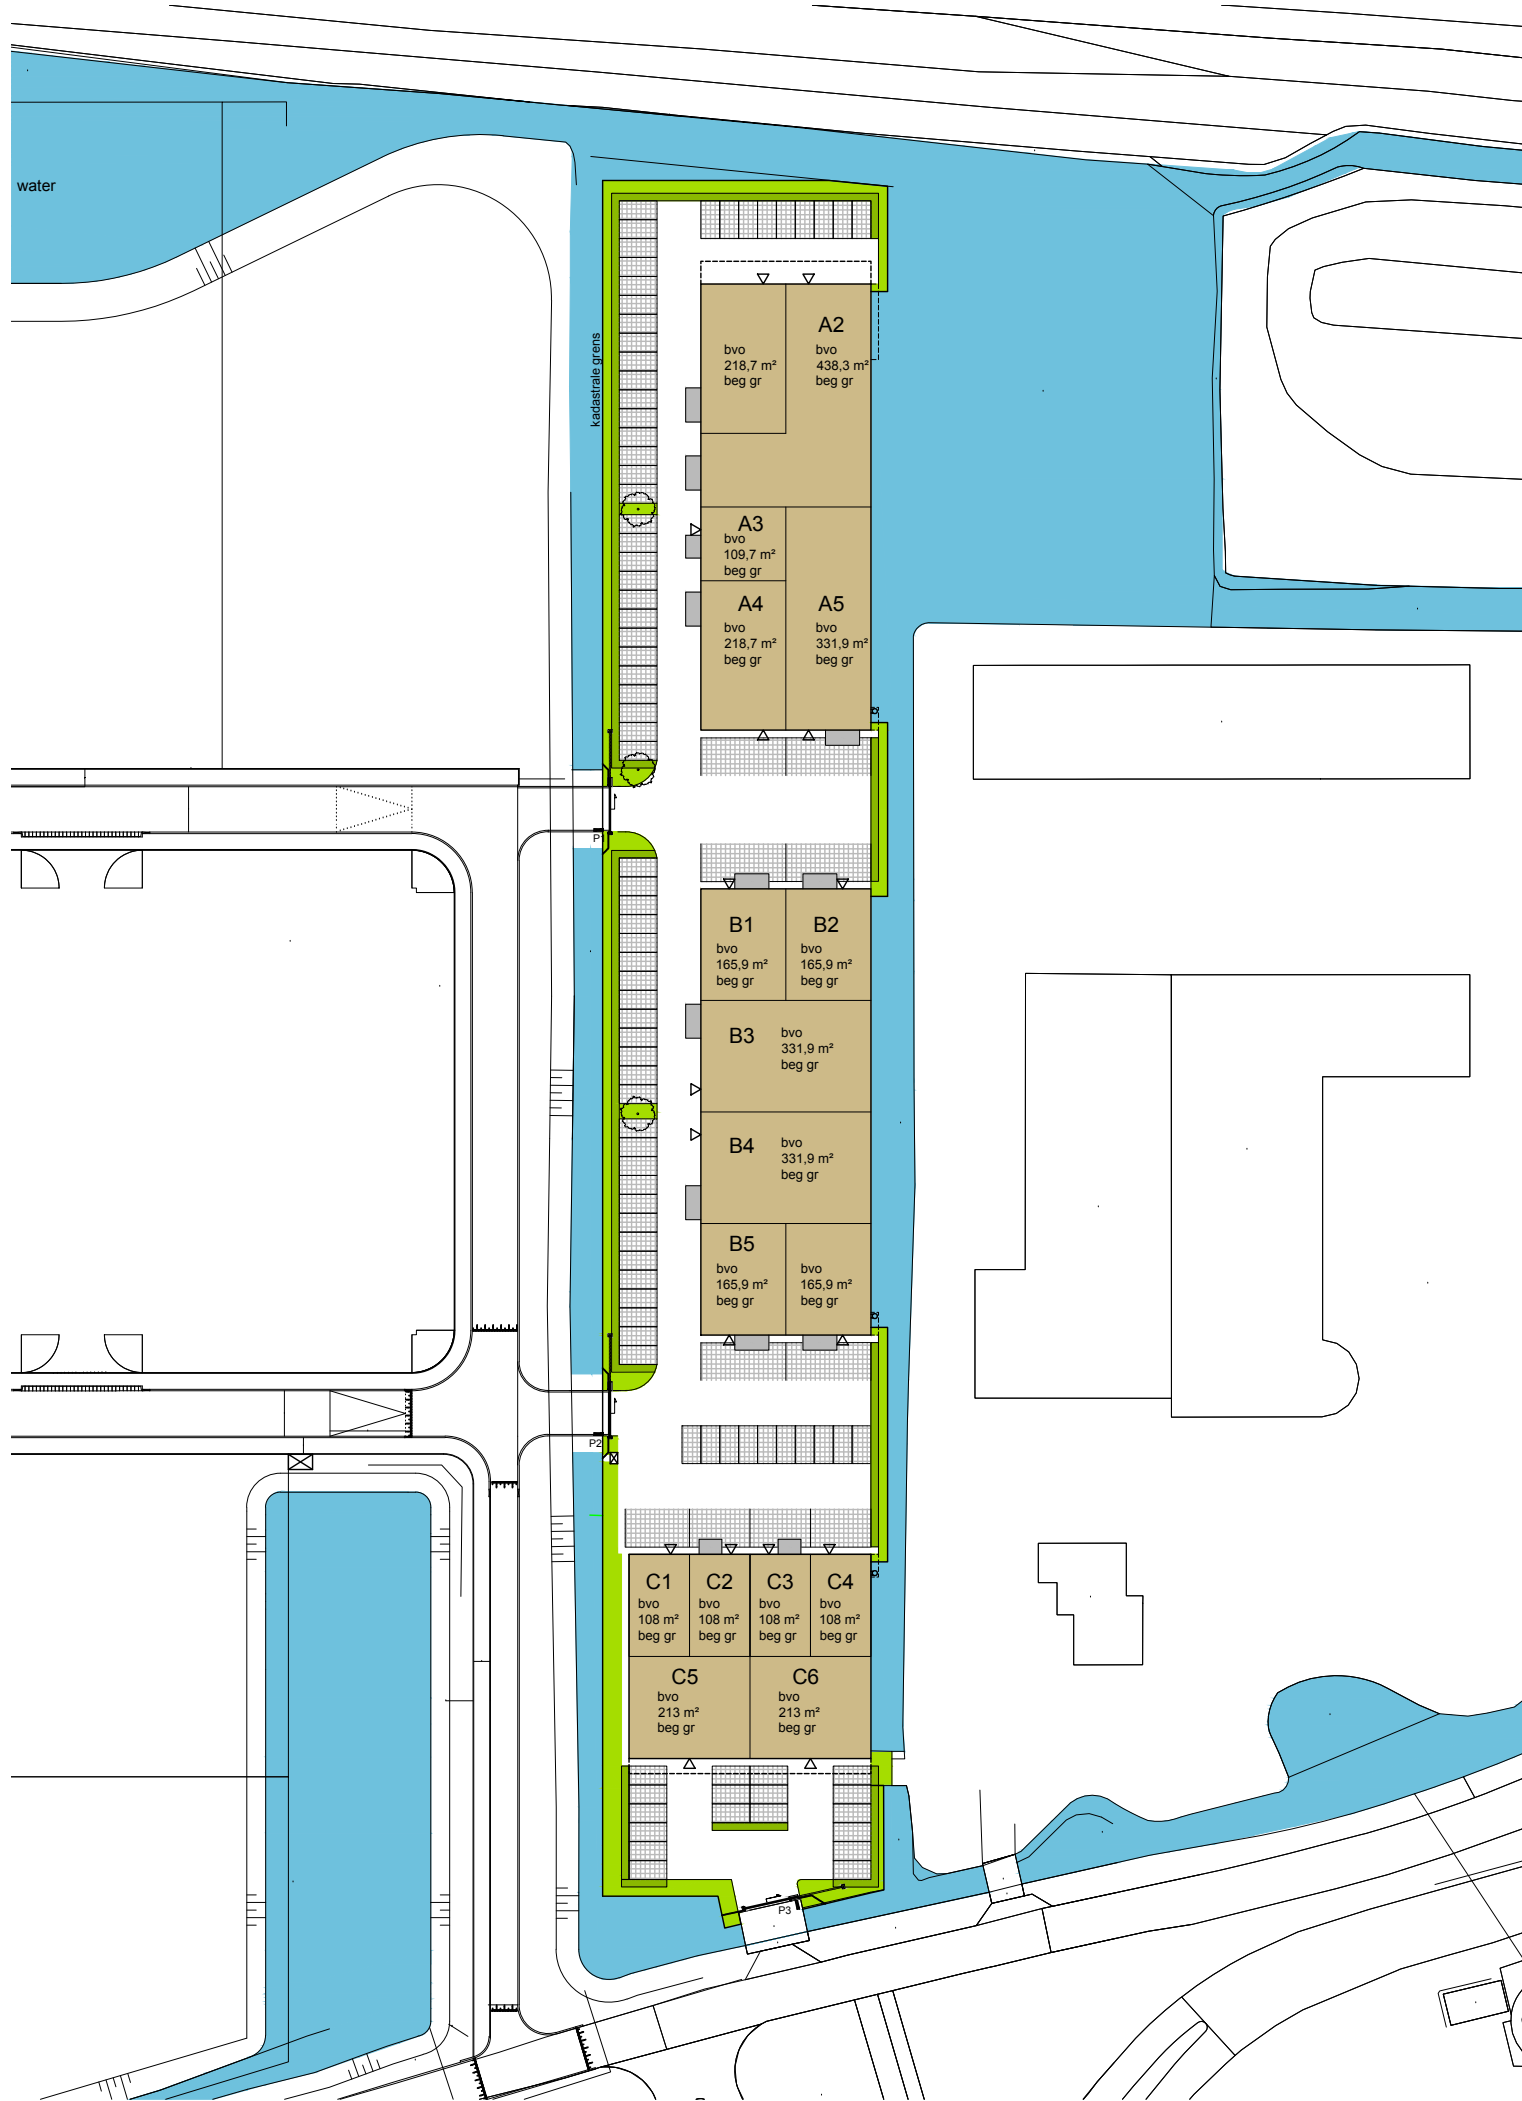 water
kadastrale grens
A2
bvo
218,7 m²
beg gr
bvo
438,3 m²
beg gr
A3
bvo
109,7 m²
beg gr
A4
bvo
218,7 m²
beg gr
A5
bvo
331,9 m²
beg gr
P1
B1
bvo
165,9 m²
beg gr
B2
bvo
165,9 m²
beg gr
B3
bvo
331,9 m²
beg gr
B4
bvo
331,9 m²
beg gr
B5
bvo
165,9 m²
beg gr
bvo
165,9 m²
beg gr
P2
C1
bvo
108 m²
beg gr
C2
bvo
108 m²
beg gr
C3
bvo
108 m²
beg gr
C4
bvo
108 m²
beg gr
C5
bvo
213 m²
beg gr
C6
bvo
213 m²
beg gr
P3